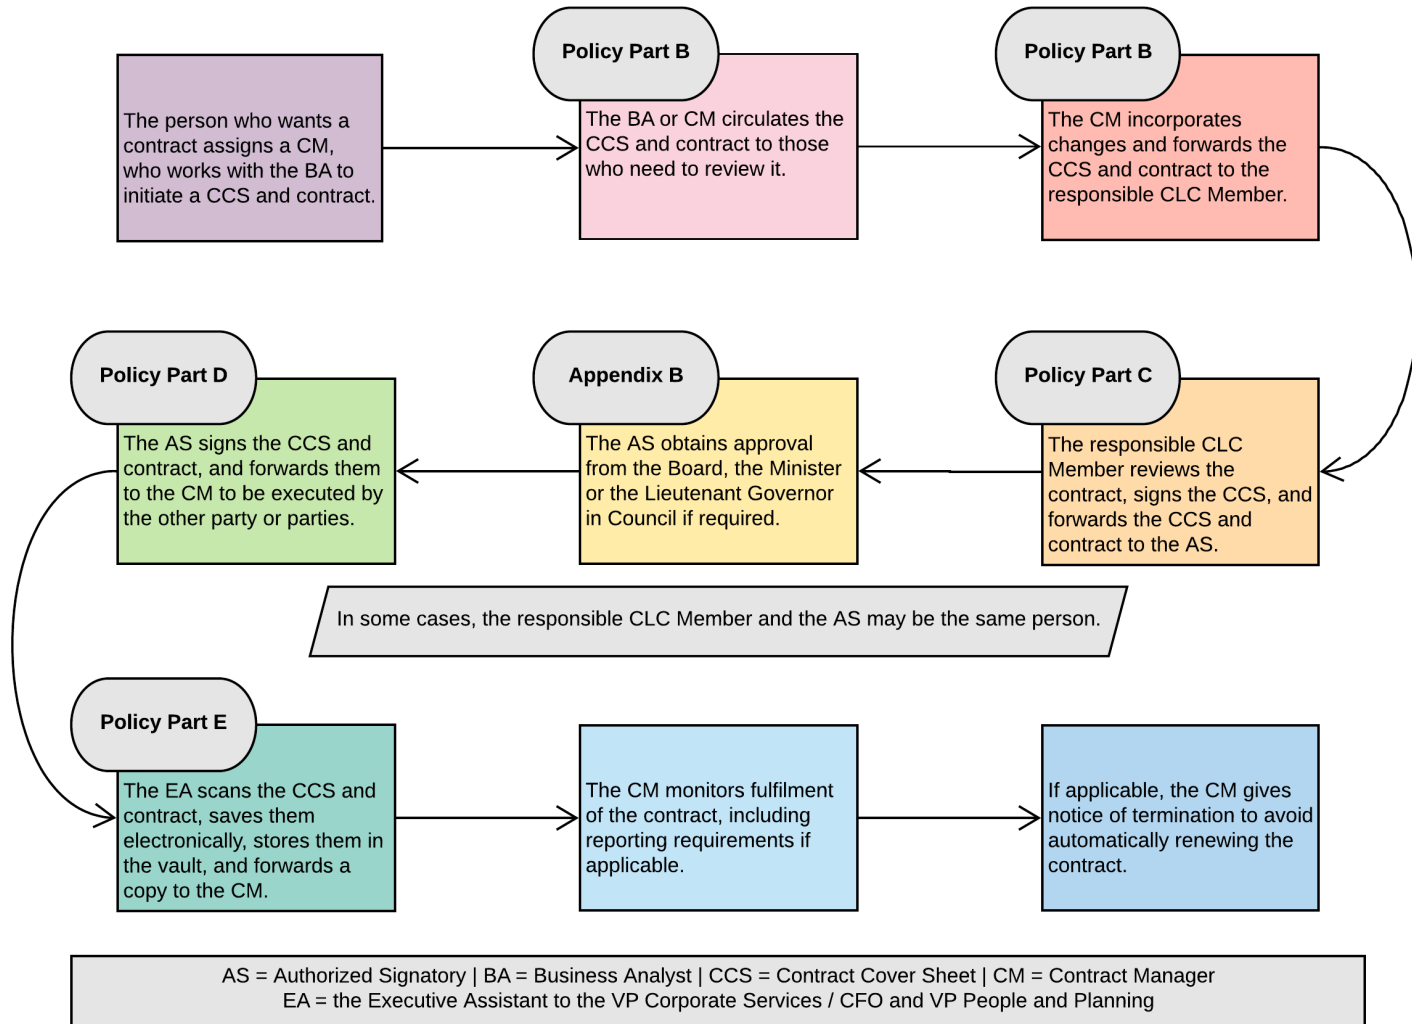 The person who wants a
contract assigns a CM,
who works with the BA to
initiate a CCS and contract.
Policy Part B
The BA or CM circulates the
CCS and contract to those
who need to review it.
Policy Part B
The CM incorporates
changes and forwards the
CCS and contract to the
responsible CLC Member.
Policy Part C
The responsible CLC
Member reviews the
contract, signs the CCS, and
forwards the CCS and
contract to the AS.
Appendix B
The AS obtains approval
from the Board, the Minister
or the Lieutenant Governor
in Council if required.
Policy Part D
The AS signs the CCS and
contract, and forwards them
to the CM to be executed by
the other party or parties.
In some cases, the responsible CLC Member and the AS may be the same person.
Policy Part E
The EA scans the CCS and
contract, saves them
electronically, stores them in
the vault, and forwards a
copy to the CM.
The CM monitors fulfilment
of the contract, including
reporting requirements if
applicable.
If applicable, the CM gives
notice of termination to avoid
automatically renewing the
contract.
AS = Authorized Signatory | BA = Business Analyst | CCS = Contract Cover Sheet | CM = Contract Manager
EA = the Executive Assistant to the VP Corporate Services / CFO and VP People and Planning